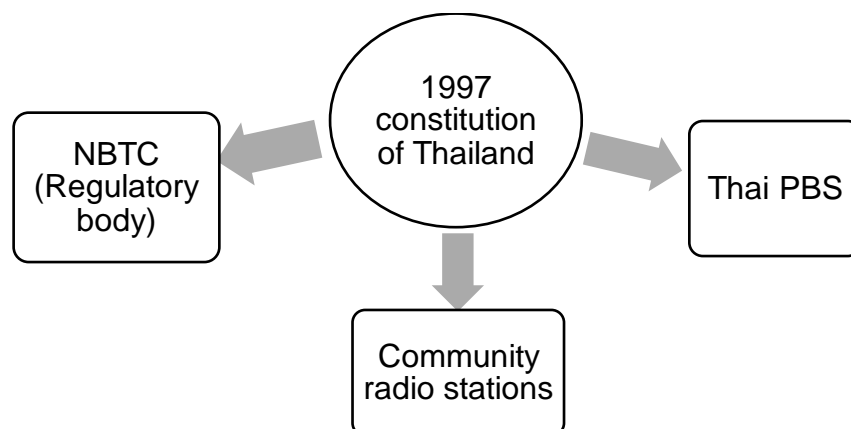 1997
constitution
of Thailand
NBTC
(Regulatory
body)
Thai PBS
Community
radio stations